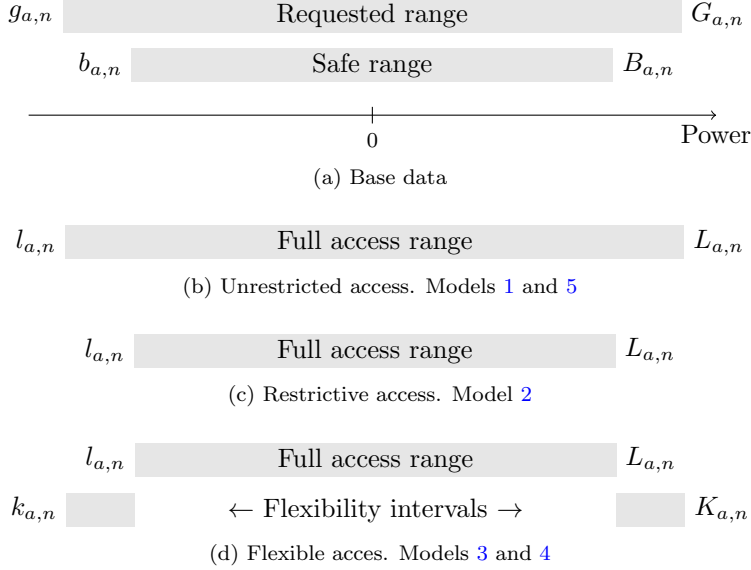 g_{a,n} Requested range G_{a,n}
b_{a,n} Safe range B_{a,n}
0
Power
(a) Base data
l_{a,n} Full access range L_{a,n}
(b) Unrestricted access. Models 1 and 5
l_{a,n} Full access range L_{a,n}
(c) Restrictive access. Model 2
l_{a,n} Full access range L_{a,n}
k_{a,n} ← Flexibility intervals → K_{a,n}
(d) Flexible acces. Models 3 and 4